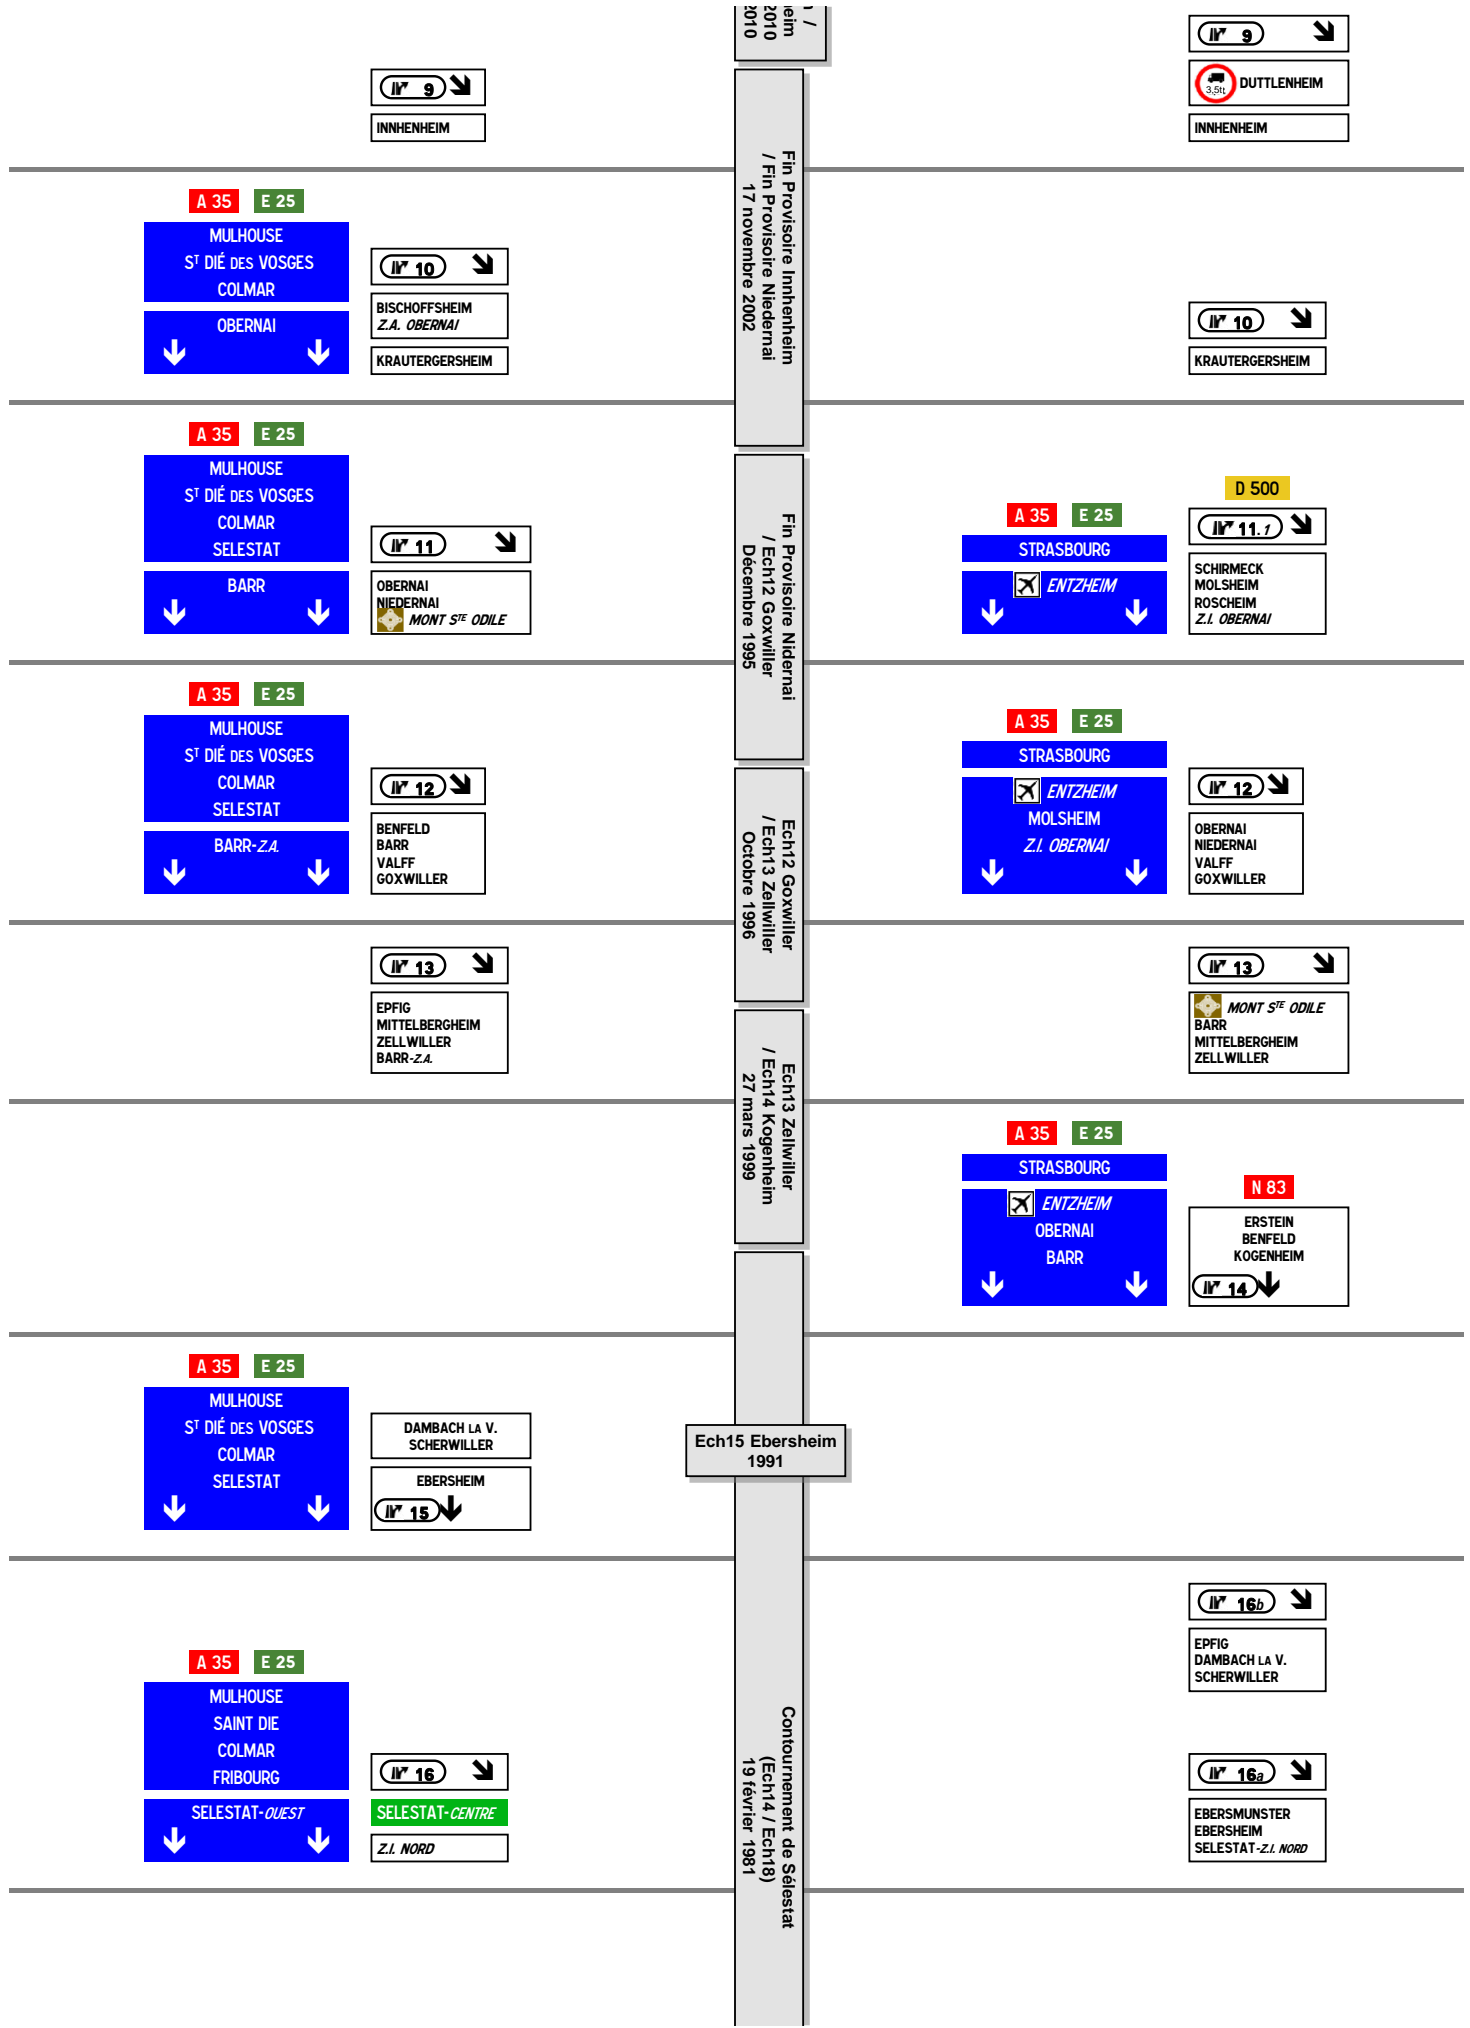 9
INNHENHEIM
9
3,5t
DUTTLENHEIM
INNHENHEIM
2010
2010
Fin Provisoire Innhenheim
/ Fin Provisoire Niedernai
17 novembre 2002
A 35 E 25
MULHOUSE
ST DIÉ DES VOSGES
COLMAR
OBERNAI
10
BISCHOFFSHEIM
Z.A. OBERNAI
KRAUTERGERSHEIM
10
KRAUTERGERSHEIM
A 35 E 25
MULHOUSE
ST DIÉ DES VOSGES
COLMAR
SELESTAT
BARR
11
OBERNAI
NIEDERNAI
MONT STE ODILE
Fin Provisoire Nidernai
/ Ech12 Goxwiller
Décembre 1995
A 35 E 25
STRASBOURG
ENTZHEIM
D 500
11.1
SCHIRMECK
MOLSHEIM
ROSCHEIM
Z.I. OBERNAI
A 35 E 25
MULHOUSE
ST DIÉ DES VOSGES
COLMAR
SELESTAT
BARR-Z.A.
12
BENFELD
BARR
VALFF
GOXWILLER
Ech12 Goxwiller
/ Ech13 Zellwiller
Octobre 1996
A 35 E 25
STRASBOURG
ENTZHEIM
MOLSHEIM
Z.I. OBERNAI
12
OBERNAI
NIEDERNAI
VALFF
GOXWILLER
13
EPFIG
MITTELBERGHEIM
ZELLWILLER
BARR-Z.A.
13
MONT STE ODILE
BARR
MITTELBERGHEIM
ZELLWILLER
Ech13 Zellwiller
/ Ech14 Kogenheim
27 mars 1999
A 35 E 25
STRASBOURG
ENTZHEIM
OBERNAI
BARR
N 83
ERSTEIN
BENFELD
KOGENHEIM
14
A 35 E 25
MULHOUSE
ST DIÉ DES VOSGES
COLMAR
SELESTAT
DAMBACH LA V.
SCHERWILLER
EBERSHEIM
15
Ech15 Ebersheim
1991
A 35 E 25
MULHOUSE
SAINT DIE
COLMAR
FRIBOURG
SELESTAT-OUEST
16
SELESTAT-CENTRE
Z.I. NORD
Contournement de Sélestat
(Ech14 / Ech18)
19 février 1981
16b
EPFIG
DAMBACH LA V.
SCHERWILLER
16a
EBERSMUNSTER
EBERSHEIM
SELESTAT-Z.I. NORD